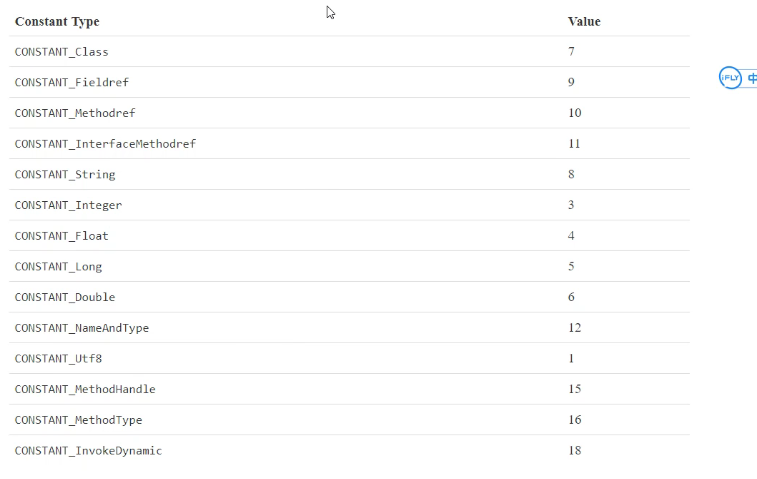 Constant Type Value
CONSTANT_Class 7
CONSTANT_Fieldref 9
CONSTANT_Methodref 10
CONSTANT_InterfaceMethodref 11
CONSTANT_String 8
CONSTANT_Integer 3
CONSTANT_Float 4
CONSTANT_Long 5
CONSTANT_Double 6
CONSTANT_NameAndType 12
CONSTANT_Utf8 1
CONSTANT_MethodHandle 15
CONSTANT_MethodType 16
CONSTANT_InvokeDynamic 18
iFLY 中